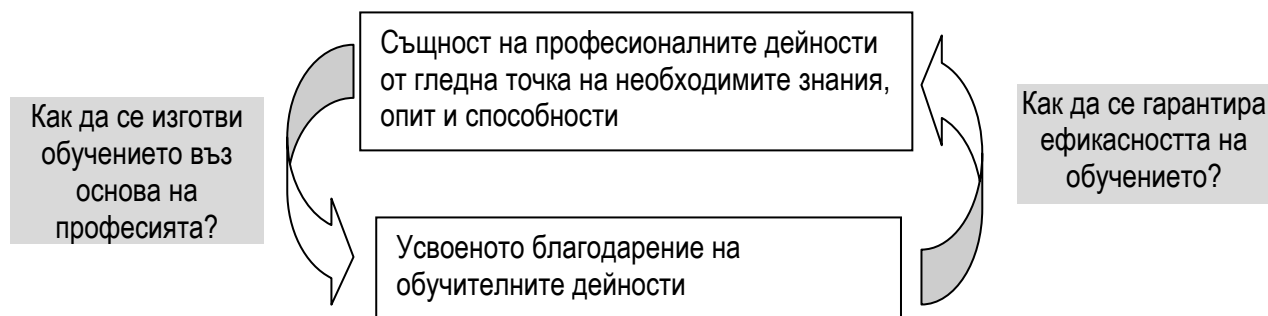 Същност на професионалните дейности
от гледна точка на необходимите знания,
опит и способности
Как да се изготви
обучението въз
основа на
професията?
Как да се гарантира
ефикасността на
обучението?
Усвоеното благодарение на
обучителните дейности